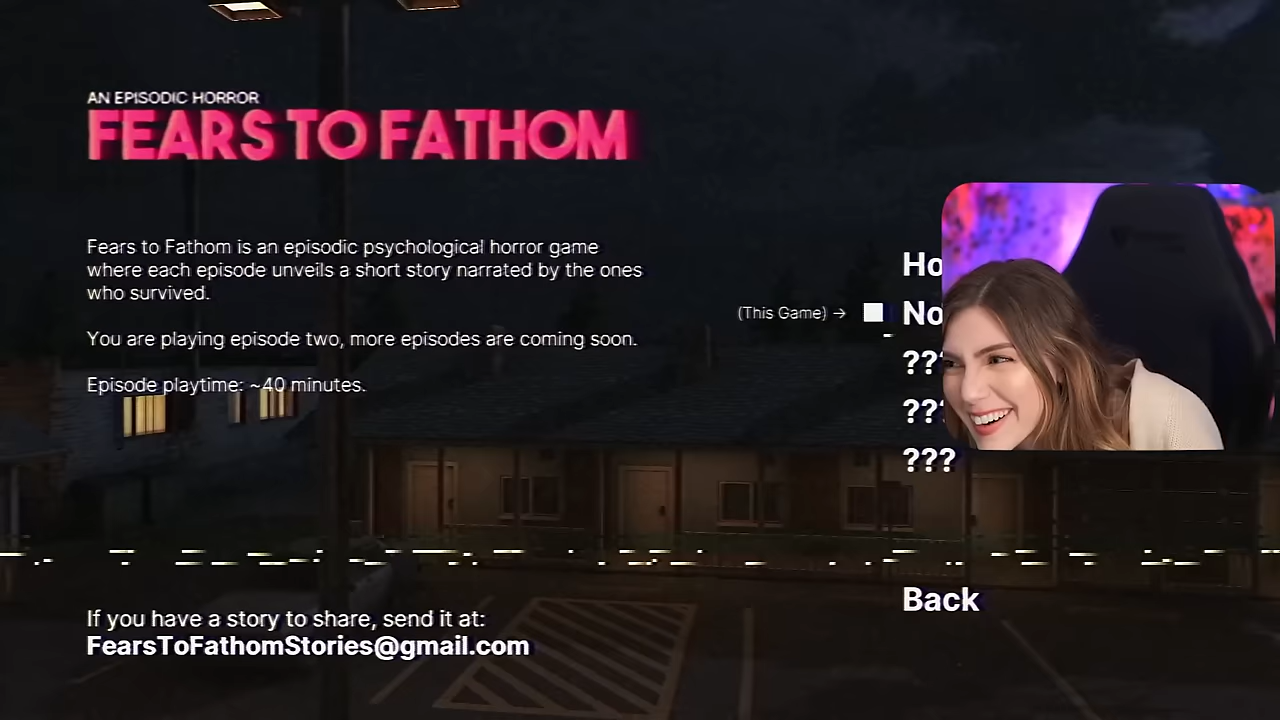 AN EPISODIC HORROR
FEARS TO FATHOM
Fears to Fathom is an episodic psychological horror game
where each episode unveils a short story narrated by the ones
who survived.
You are playing episode two, more episodes are coming soon.
Episode playtime: ~40 minutes.
(This Game) →
???
Back
If you have a story to share, send it at:
FearsToFathomStories@gmail.com